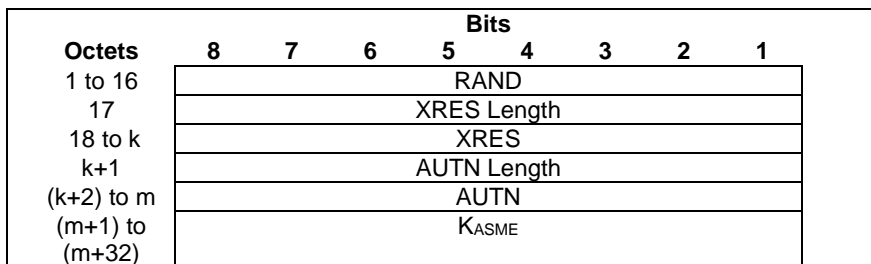 Bits
Octets 8 7 6 5 4 3 2 1
1 to 16 RAND
17 XRES Length
18 to k XRES
k+1 AUTN Length
(k+2) to m AUTN
(m+1) to KASME
(m+32)